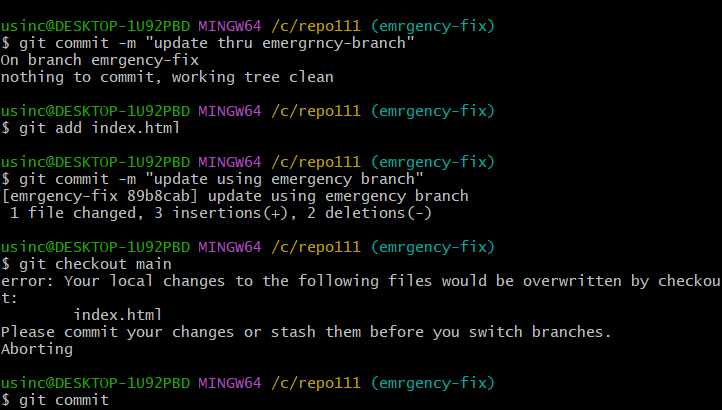 usinc@DESKTOP-1U92PBD MINGW64 /c/repo111 (emrgency-fix)
$ git commit -m "update thru emergrncy-branch"
On branch emrgency-fix
nothing to commit, working tree clean
usinc@DESKTOP-1U92PBD MINGW64 /c/repo111 (emrgency-fix)
$ git add index.html
usinc@DESKTOP-1U92PBD MINGW64 /c/repo111 (emrgency-fix)
$ git commit -m "update using emergency branch"
[emrgency-fix 89b8cab] update using emergency branch
 1 file changed, 3 insertions(+), 2 deletions(-)
usinc@DESKTOP-1U92PBD MINGW64 /c/repo111 (emrgency-fix)
$ git checkout main
error: Your local changes to the following files would be overwritten by checkou
t:
        index.html
Please commit your changes or stash them before you switch branches.
Aborting
usinc@DESKTOP-1U92PBD MINGW64 /c/repo111 (emrgency-fix)
$ git commit